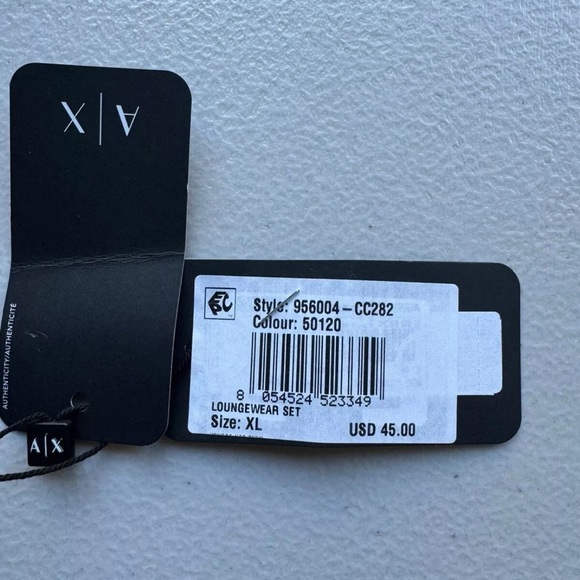 A|X
AUTHENTICITY/AUTHENTICITÉ
A|X
Style: 956004-CC282
Colour: 50120
8 054524 523349
LOUNGEWEAR SET
Size: XL
USD 45.00